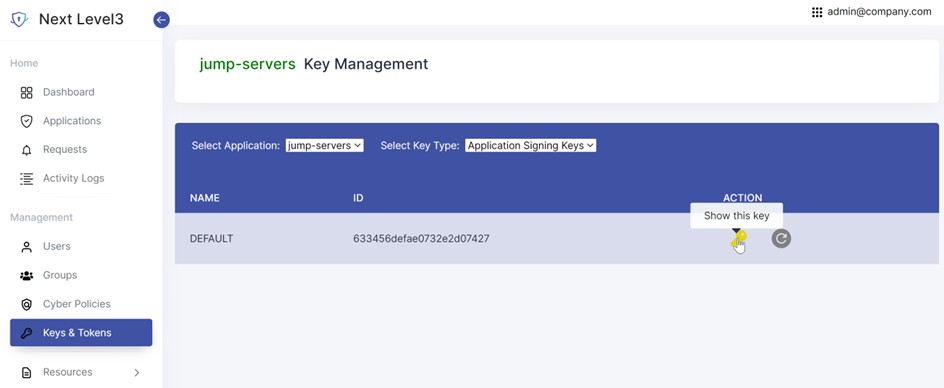 Next Level3
admin@company.com
Home
Dashboard
Applications
Requests
Activity Logs
Management
Users
Groups
Cyber Policies
Keys & Tokens
Resources
jump-servers Key Management
Select Application: jump-servers Select Key Type: Application Signing Keys
NAME ID ACTION
Show this key
DEFAULT 633456defae0732e2d07427